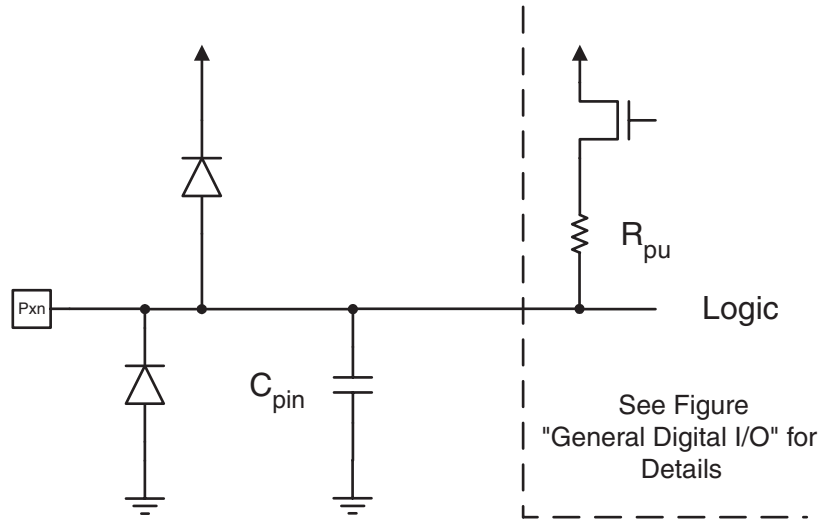 R
pu
Pxn
Logic
C
pin
See Figure
"General Digital I/O" for
Details